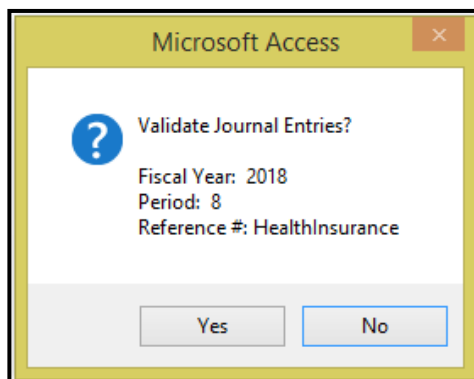 Microsoft Access
Validate Journal Entries?
Fiscal Year: 2018
Period: 8
Reference #: HealthInsurance
Yes
No